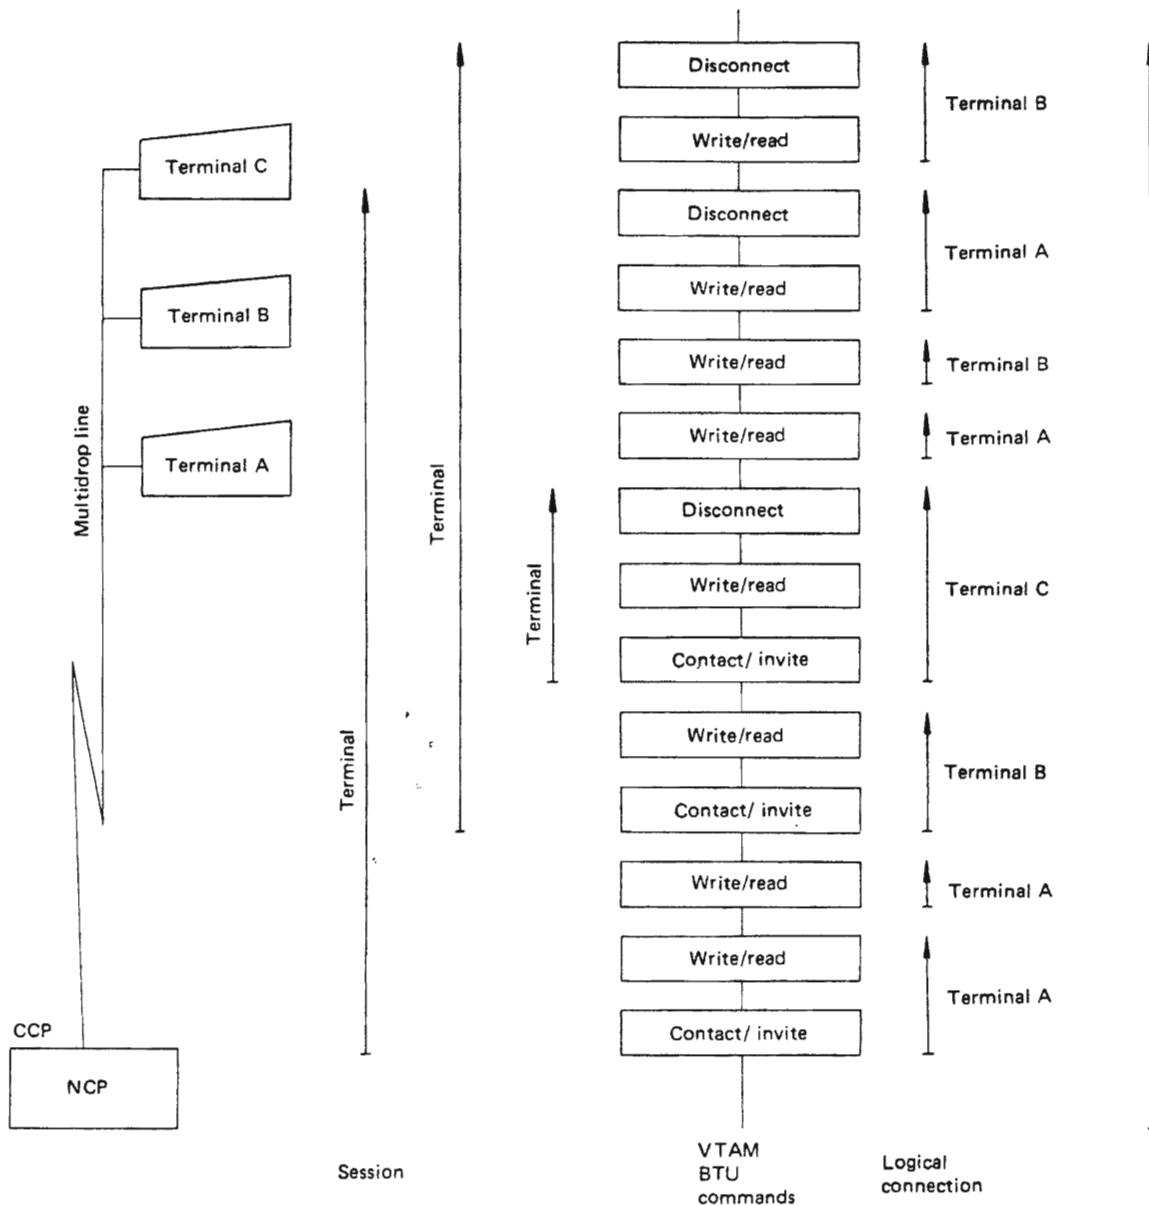 Disconnect
Terminal B
Write/read
Terminal C
Disconnect
Terminal A
Write/read
Terminal B
Write/read
Terminal B
Multidrop line
Write/read
Terminal A
Terminal A
Terminal
Disconnect
Terminal
Write/read
Terminal C
Contact/ invite
Terminal
Write/read
Terminal B
Contact/ invite
Write/read
Terminal A
Write/read
Terminal A
CCP
Contact/ invite
NCP
Session
VTAM
BTU
commands
Logical
connection